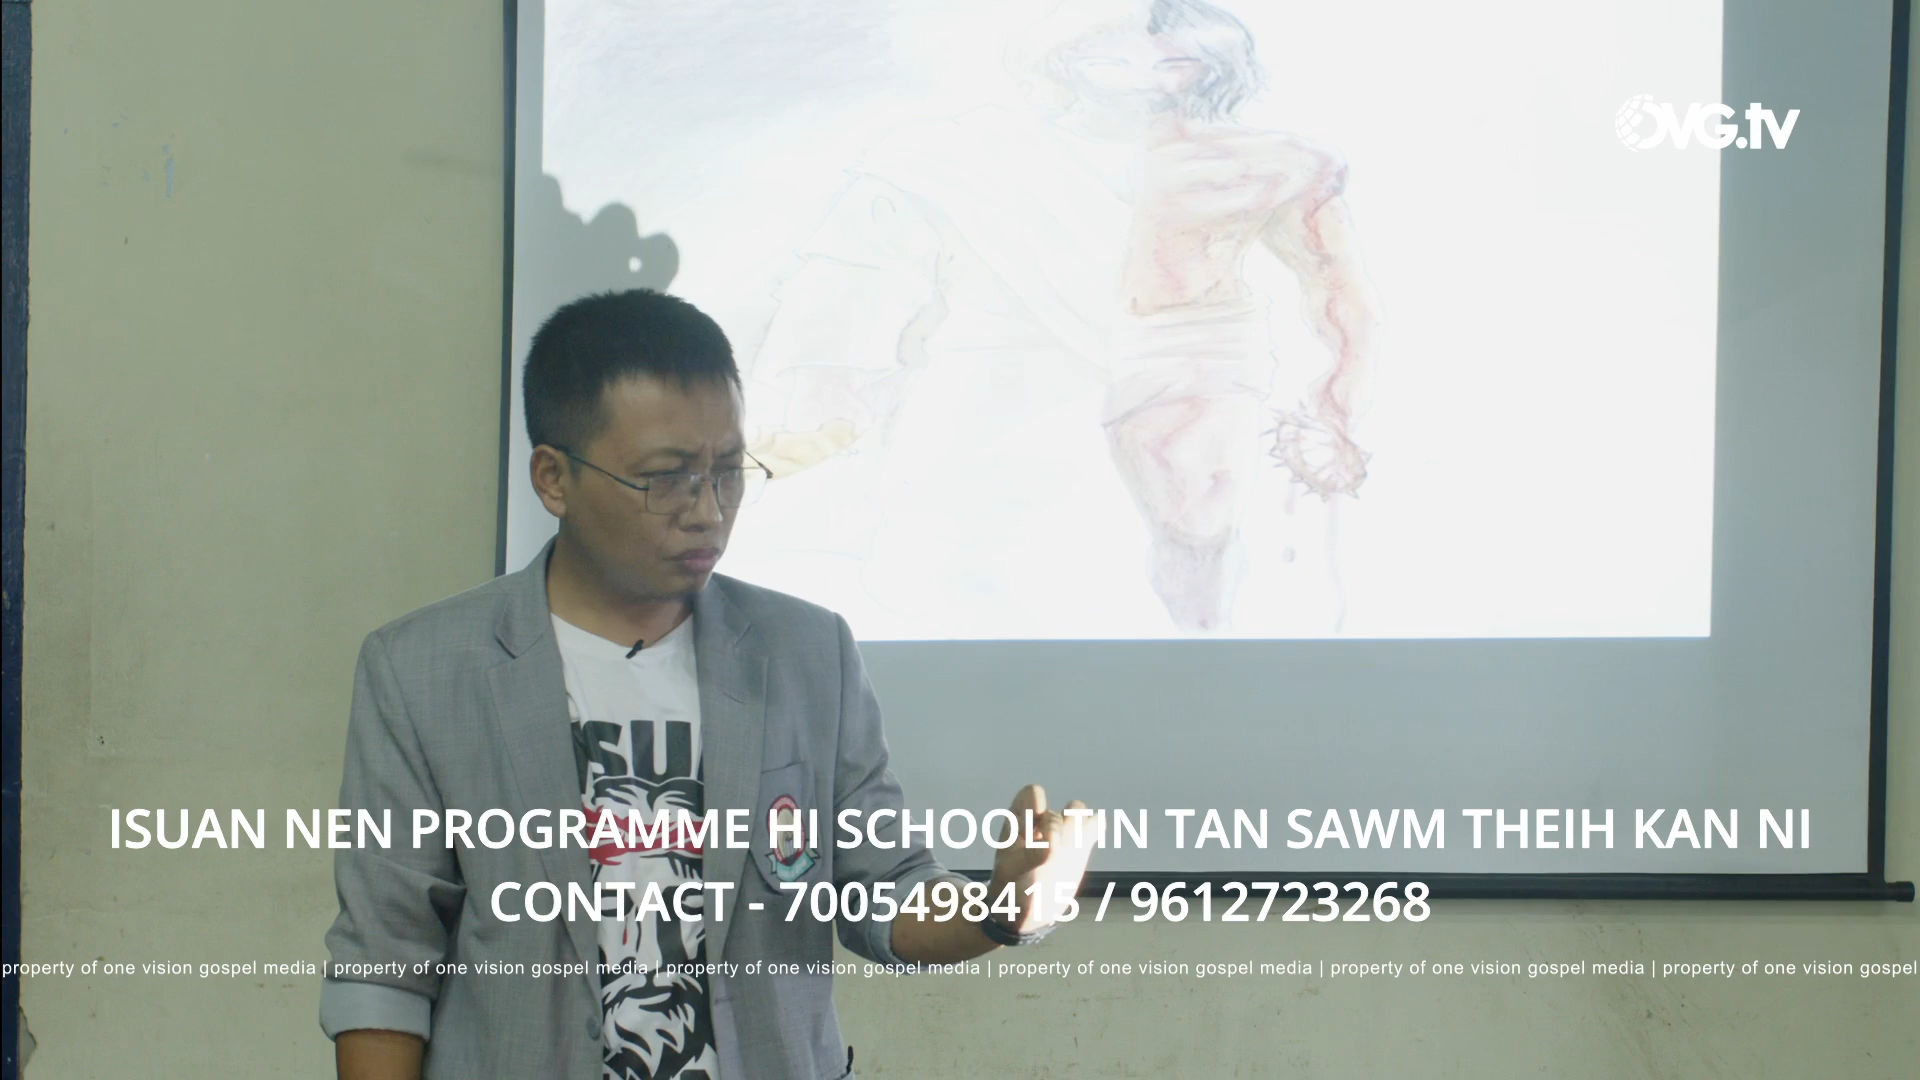 OVG.tv
ISUAN NEN PROGRAMME HI SCHOOL TIN TAN SAWM THEIH KAN NI
CONTACT - 7005498415 / 9612723268
property of one vision gospel media | property of one vision gospel media | property of one vision gospel media | property of one vision gospel media | property of one vision gospel media | property of one vision gospel